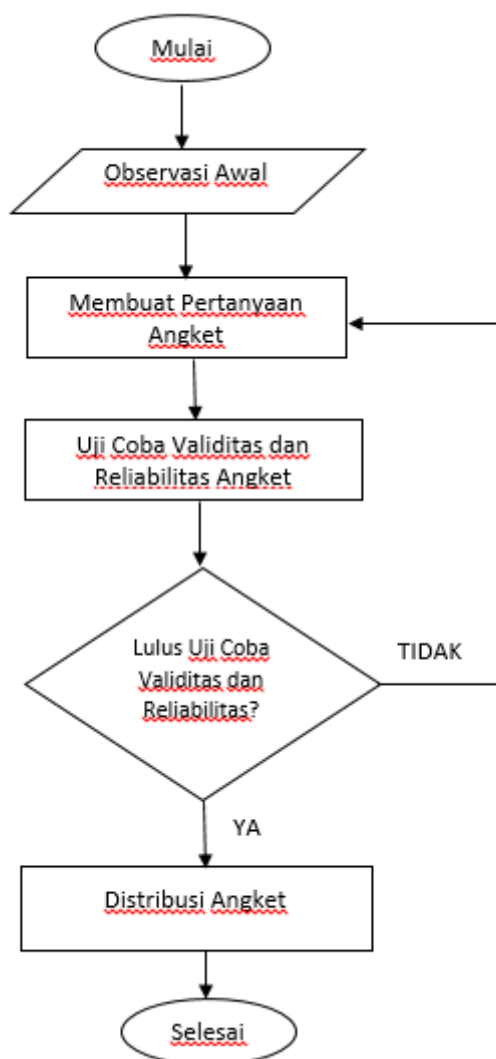 Mulai
Observasi Awal
Membuat Pertanyaan
Angket
Uji Coba Validitas dan
Reliabilitas Angket
Lulus Uji Coba
Validitas dan
Reliabilitas?
TIDAK
YA
Distribusi Angket
Selesai